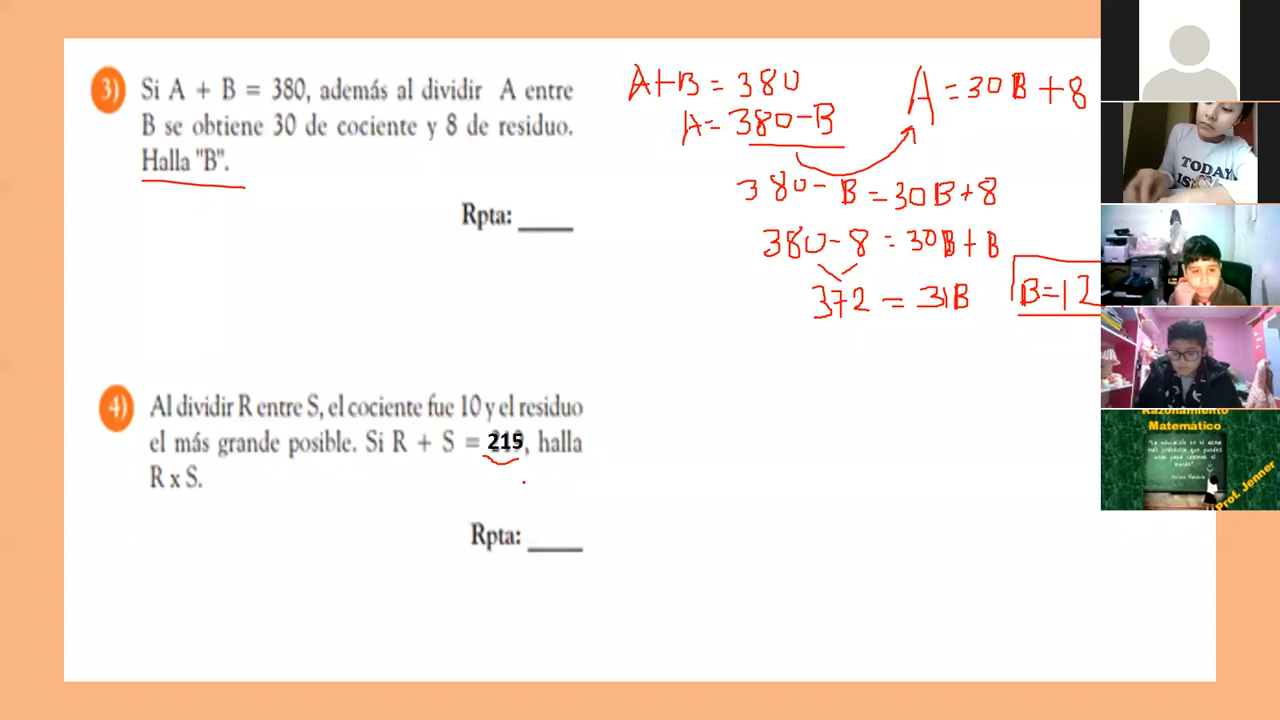 3)
Si A + B = 380, además al dividir A entre
B se obtiene 30 de cociente y 8 de residuo.
Halla "B".
Rpta: ____
A+B = 380
A = 380-B
A = 30B + 8
380 - B = 30B + 8
380 - 8 = 30B + B
372 = 31B
B = 12
4)
Al dividir R entre S, el cociente fue 10 y el residuo
el más grande posible. Si R + S = 215, halla
R x S.
Rpta: ____
TODAY
Razonamiento
Matemático
Prof. Jenner